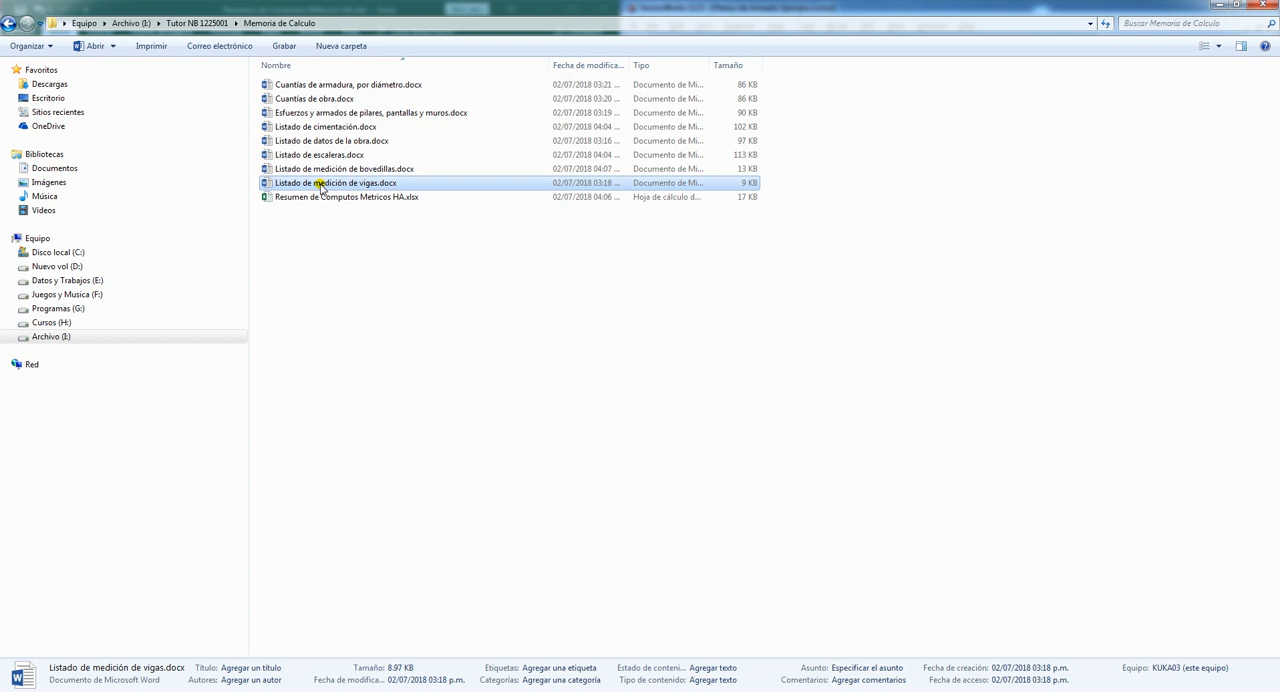 Equipo Archivo (I:) Tutor NB 1225001 Memoria de Calculo
Buscar Memoria de Calculo
Organizar Abrir Imprimir Correo electrónico Grabar Nueva carpeta
Nombre Fecha de modifica... Tipo Tamaño
Favoritos
Descargas
Escritorio
Sitios recientes
OneDrive
Bibliotecas
Documentos
Imágenes
Música
Vídeos
Equipo
Disco local (C:)
Nuevo vol (D:)
Datos y Trabajos (E:)
Juegos y Musica (F:)
Programas (G:)
Cursos (H:)
Archivo (I:)
Red
Cuantías de armadura, por diámetro.docx 02/07/2018 03:21 ... Documento de Mi... 86 KB
Cuantías de obra.docx 02/07/2018 03:20 ... Documento de Mi... 86 KB
Esfuerzos y armados de pilares, pantallas y muros.docx 02/07/2018 03:19 ... Documento de Mi... 90 KB
Listado de cimentación.docx 02/07/2018 04:04 ... Documento de Mi... 102 KB
Listado de datos de la obra.docx 02/07/2018 03:16 ... Documento de Mi... 97 KB
Listado de escaleras.docx 02/07/2018 04:04 ... Documento de Mi... 113 KB
Listado de medición de bovedillas.docx 02/07/2018 04:07 ... Documento de Mi... 13 KB
Listado de medición de vigas.docx 02/07/2018 03:18 ... Documento de Mi... 9 KB
Resumen de Computos Metricos HA.xlsx 02/07/2018 04:06 ... Hoja de cálculo d... 17 KB
Listado de medición de vigas.docx Título: Agregar un título Tamaño: 8.97 KB Etiquetas: Agregar una etiqueta Estado de conteni... Agregar texto Asunto: Especificar el asunto Fecha de creación: 02/07/2018 03:18 p.m. Equipo: KUKA03 (este equipo)
Documento de Microsoft Word Autores: Agregar un autor Fecha de modifica... 02/07/2018 03:18 p.m. Categorías: Agregar una categoría Tipo de contenido: Agregar texto Comentarios: Agregar comentarios Fecha de acceso: 02/07/2018 03:18 p.m.